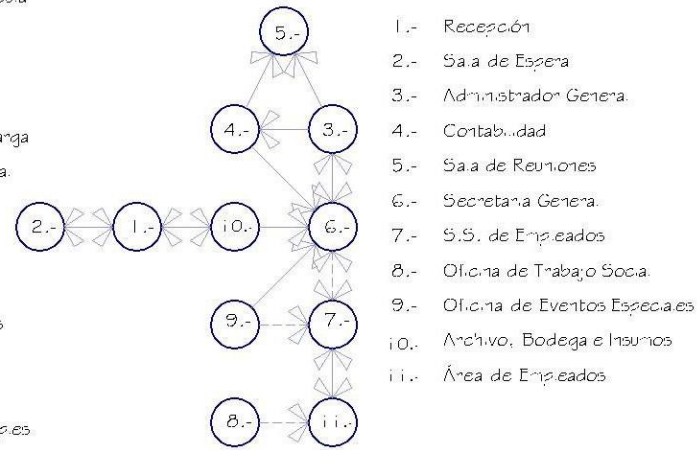 5.-
4.-
3.-
2.-
1.-
10.-
6.-
9.-
7.-
8.-
11.-
1.- Recepción
2.- Sala de Espera
3.- Administrador General
4.- Contabilidad
5.- Sala de Reuniones
6.- Secretaria General
7.- S.S. de Empleados
8.- Oficina de Trabajo Social
9.- Oficina de Eventos Especiales
10.- Archivo, Bodega e Insumos
11.- Área de Empleados